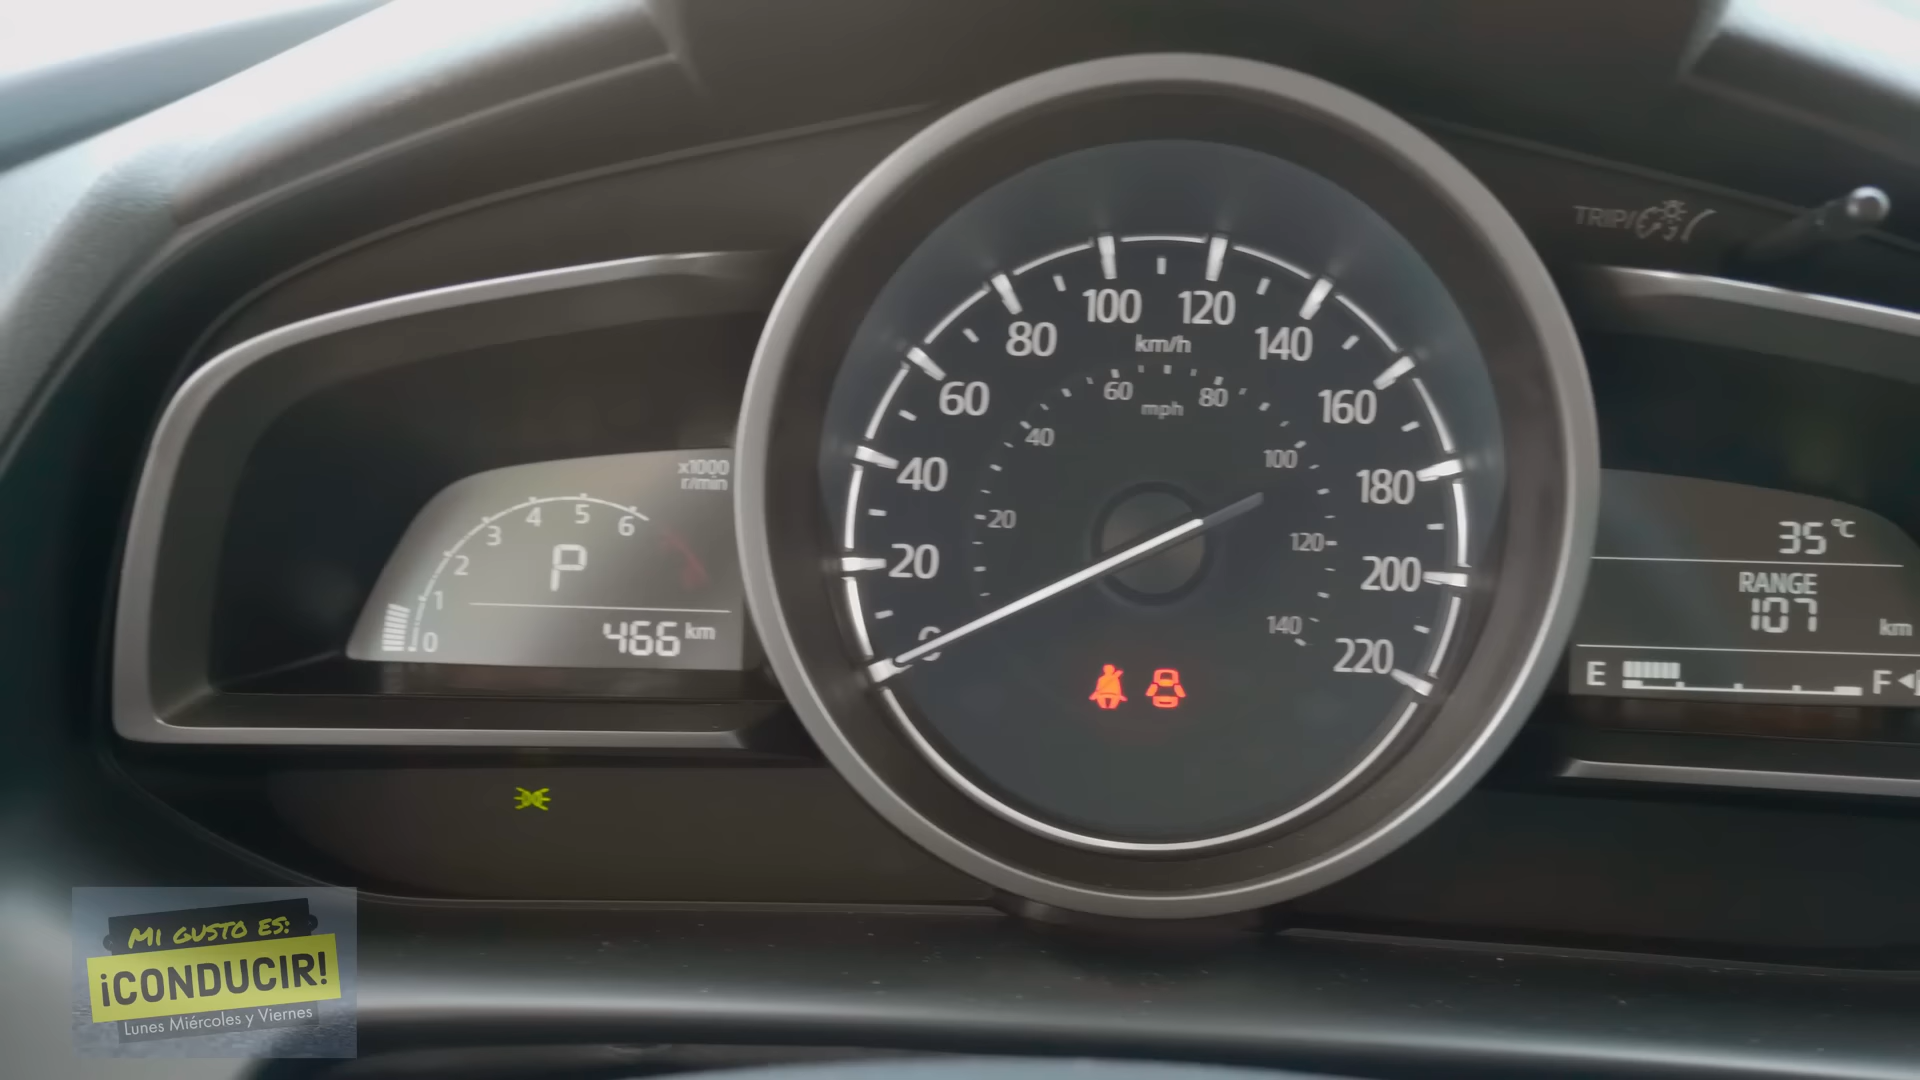 TRIP/
100
120
80
140
km/h
60
80
60
mph
160
40
40
100
180
20
120
20
200
0
140
220
x1000
r/min
4
5
6
3
2
P
1
0
466 km
35 °C
RANGE
107 km
E
F
MI GUSTO ES:
¡CONDUCIR!
Lunes Miércoles y Viernes